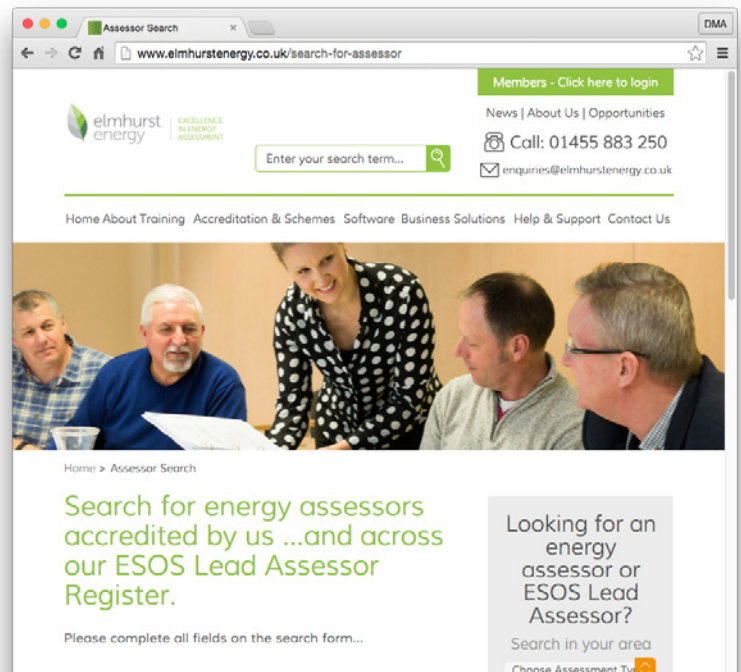 Assessor Search
DMA
www.elmhurstenergy.co.uk/search-for-assessor
Members - Click here to login
News | About Us | Opportunities
elmhurst energy
EXCELLENCE
IN ENERGY
ASSESSMENT
Call: 01455 883 250
Enter your search term...
enquiries@elmhurstenergy.co.uk
Home About Training Accreditation & Schemes Software Business Solutions Help & Support Contact Us
Home > Assessor Search
Search for energy assessors
accredited by us ...and across
our ESOS Lead Assessor
Register.
Please complete all fields on the search form...
Looking for an
energy
assessor or
ESOS Lead
Assessor?
Search in your area
Choose Assessment Ty